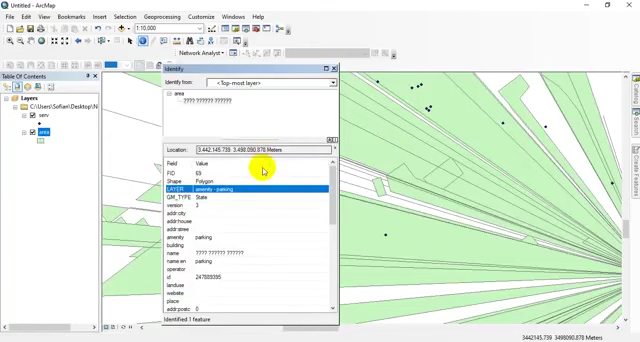 Untitled - ArcMap
File Edit View Bookmarks Insert Selection Geoprocessing Customize Windows Help
1:10,000
Network Analyst
Table Of Contents
Layers
C:\Users\Sofian\Desktop\N
serv
area
Identify
Identify from: <Top-most layer>
area
???? ?????? ??????
Location: 3,442,145.739 3,498,090.878 Meters
Field Value
FID 69
Shape Polygon
LAYER amenity - parking
GM_TYPE State
version 3
addr:city
addr:house
addr:stree
amenity parking
building
name ???? ?????? ??????
name:en parking
operator
id 247889395
landuse
website
place
addr:postc 0
Identified 1 feature
Catalog
Search
Create Features
3442145.739 3498090.878 Meters